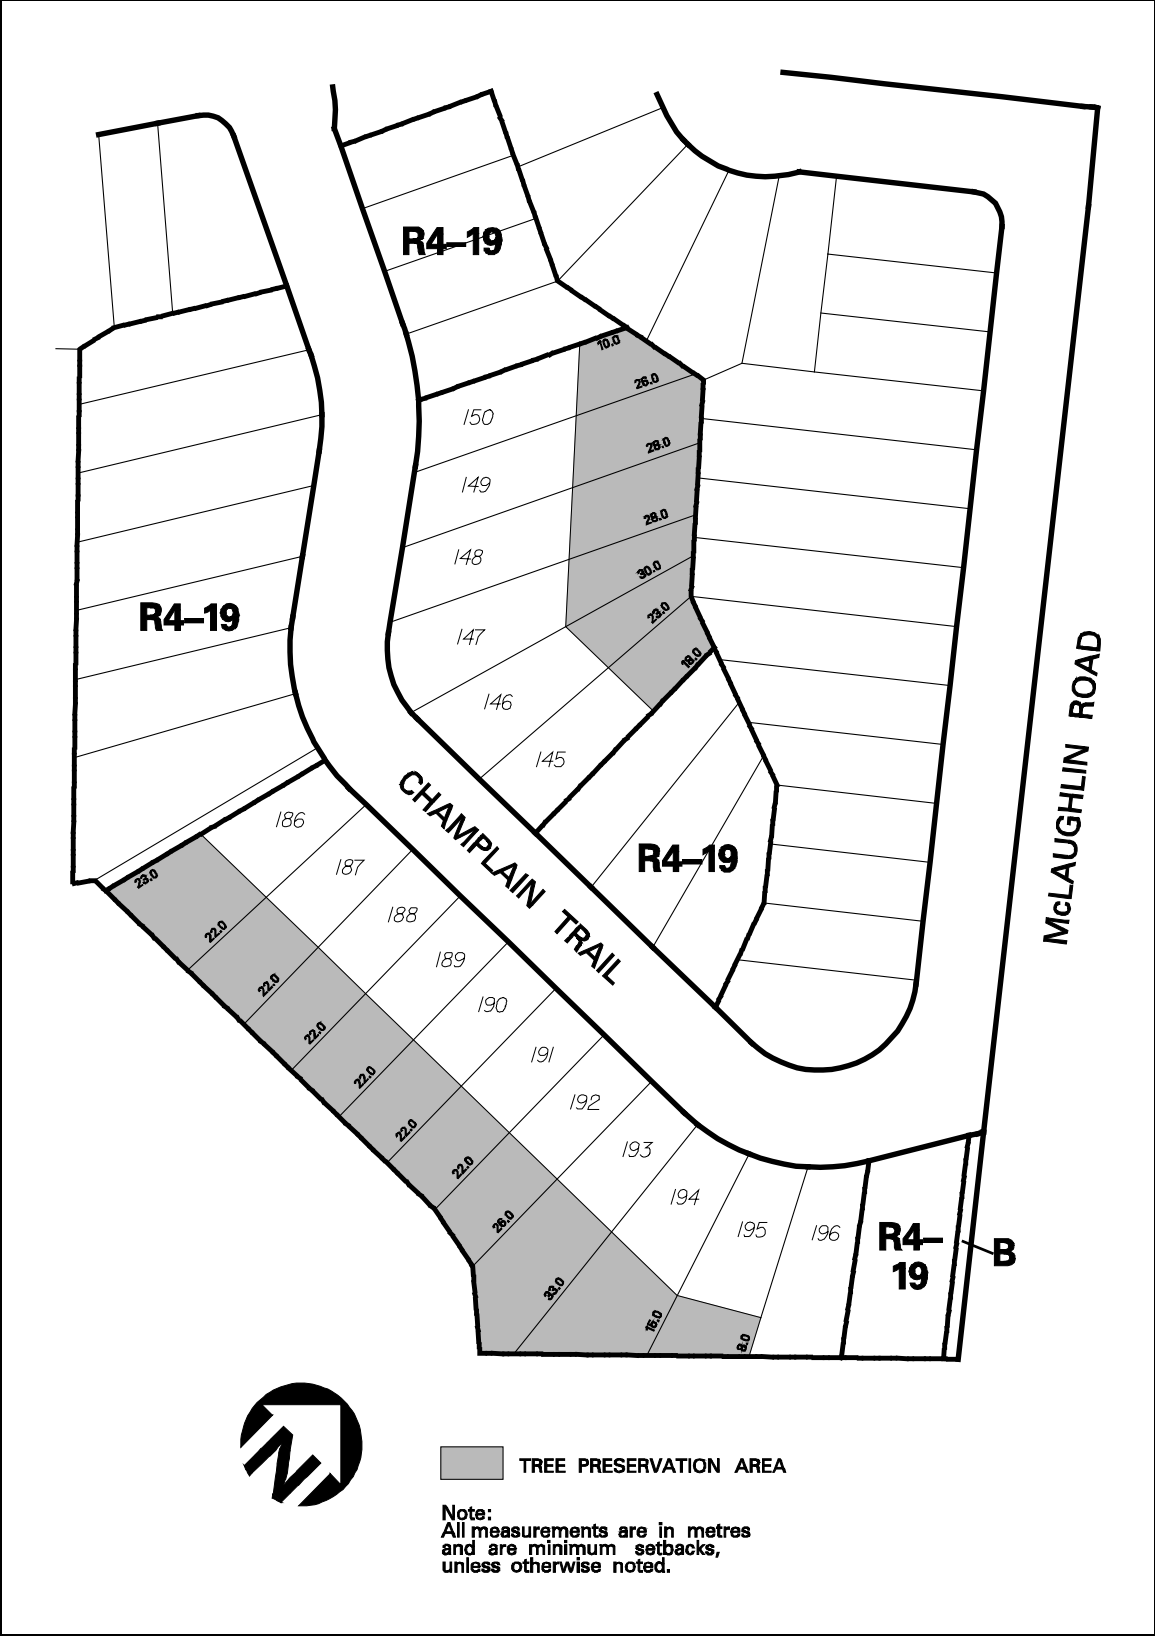 R4–19
10.0
26.0
150
28.0
149
28.0
148
30.0
R4–19
23.0
147
18.0
146
145
McLAUGHLIN ROAD
CHAMPLAIN TRAIL
186
R4–19
187
23.0
188
22.0
189
22.0
190
22.0
191
22.0
192
22.0
193
22.0
194
26.0
195
196
R4–
19
B
33.0
15.0
8.0
N
TREE PRESERVATION AREA
Note:
All measurements are in metres
and are minimum setbacks,
unless otherwise noted.